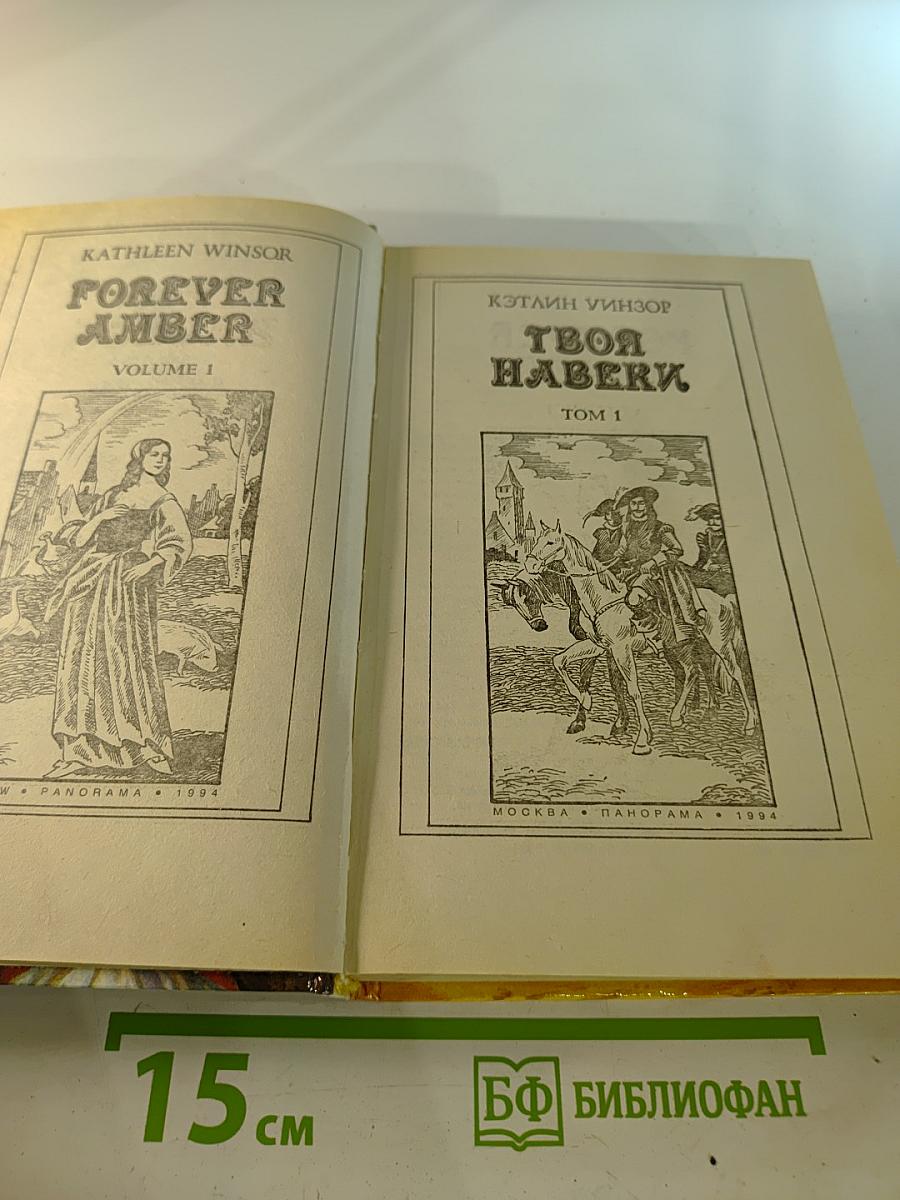 KATHLEEN WINSOR
FOREVER
AMBER
VOLUME 1
W • PANORAMA • 1994
КЭТЛИН УИНЗОР
ТВОЯ
НАВЕКИ
ТОМ 1
МОСКВА • ПАНОРАМА • 1994
15 см
БФ БИБЛИОФАН